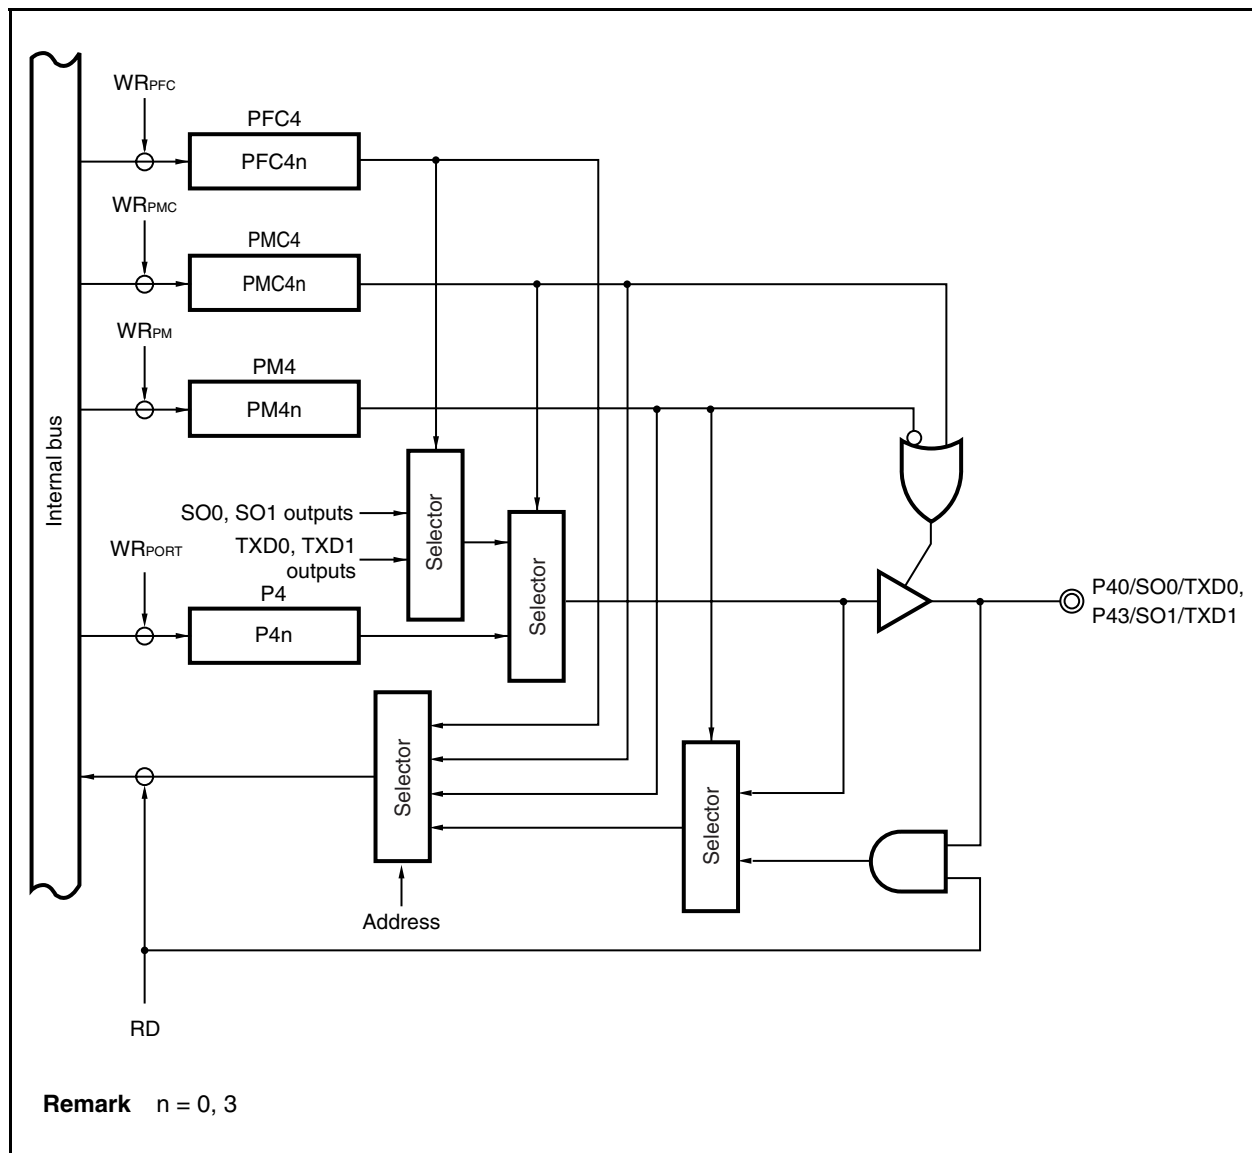 WRPFC
PFC4
PFC4n
WRPMC
PMC4
PMC4n
WRPM
PM4
PM4n
Internal bus
SO0, SO1 outputs
TXD0, TXD1
outputs
Selector
Selector
WRPORT
P4
P4n
P40/SO0/TXD0,
P43/SO1/TXD1
Selector
Selector
Address
RD
Remark n = 0, 3